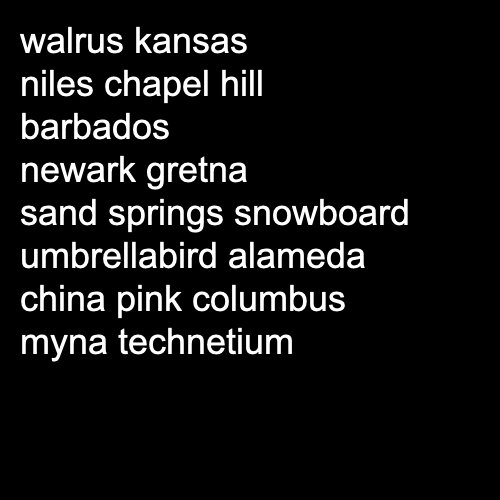 walrus kansas
niles chapel hill
barbados
newark gretna
sand springs snowboard
umbrellabird alameda
china pink columbus
myna technetium